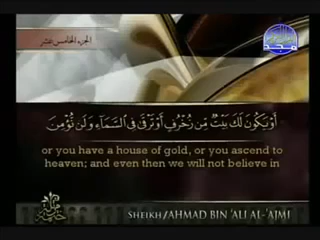 الجزء الخامس عشر
أَوْ يَكُونَ لَكَ بَيْتٌ مِّن زُخْرُفٍ أَوْ تَرْقَىٰ فِي السَّمَاءِ وَلَن نُّؤْمِنَ
or you have a house of gold, or you ascend to
heaven; and even then we will not believe in
SHEIKH/AHMAD BIN 'ALI AL-'AJMI